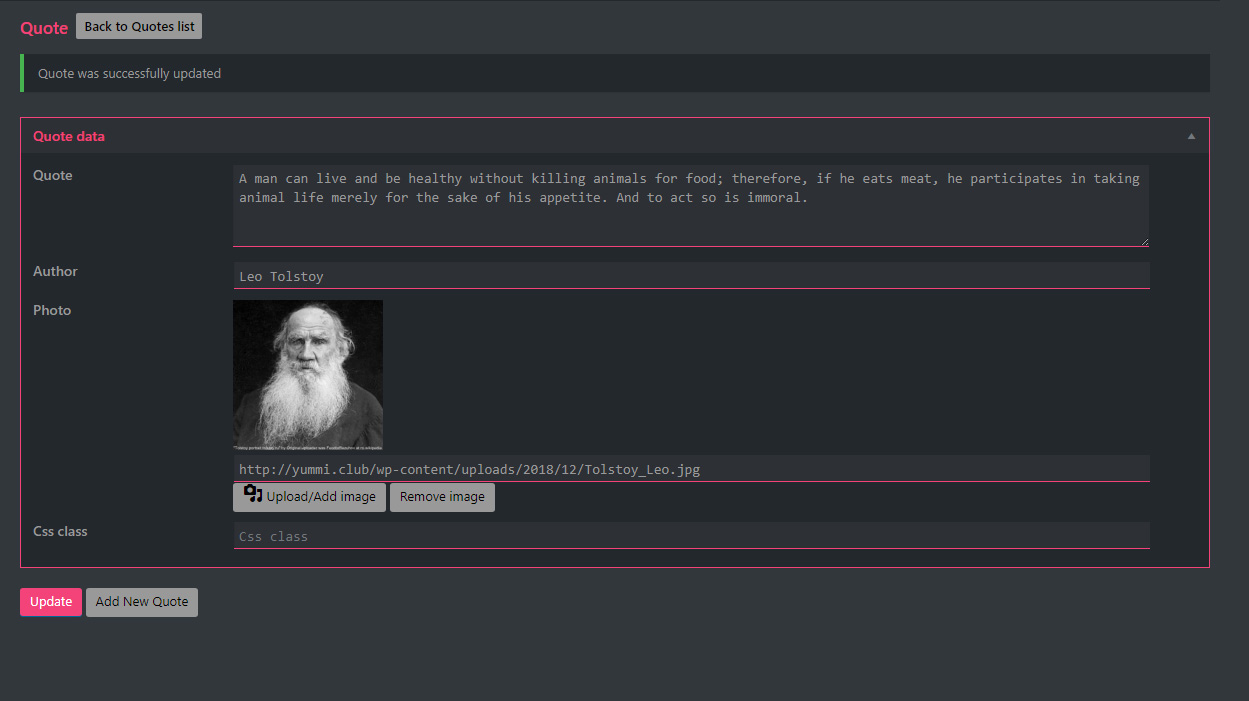 Quote Back to Quotes list
Quote was successfully updated
Quote data
Quote
A man can live and be healthy without killing animals for food; therefore, if he eats meat, he participates in taking
animal life merely for the sake of his appetite. And to act so is immoral.
Author
Leo Tolstoy
Photo
http://yummi.club/wp-content/uploads/2018/12/Tolstoy_Leo.jpg
Upload/Add image Remove image
Css class
Css class
Update Add New Quote